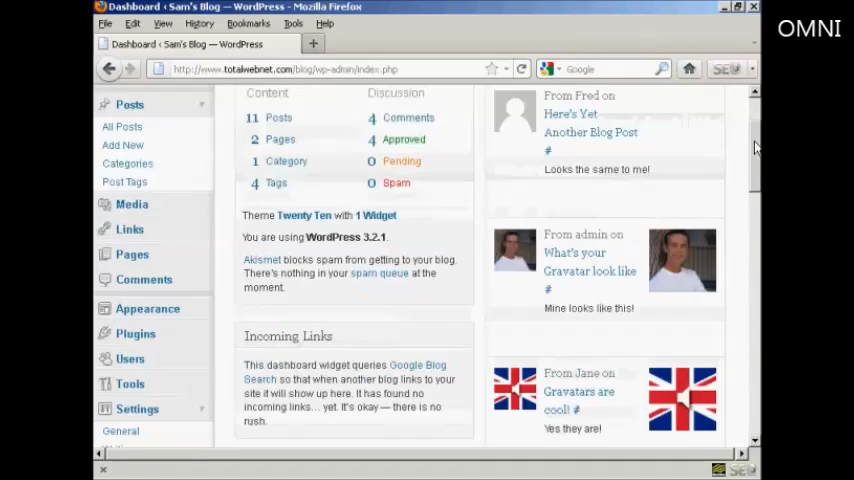 Dashboard ‹ Sam's Blog — WordPress - Mozilla Firefox
OMNI
File Edit View History Bookmarks Tools Help
Dashboard ‹ Sam's Blog — WordPress
http://www.totalwebnet.com/blog/wp-admin/index.php
Google
SEO
Posts
All Posts
Add New
Categories
Post Tags
Media
Links
Pages
Comments
Appearance
Plugins
Users
Tools
Settings
General
Content Discussion
11 Posts 4 Comments
2 Pages 4 Approved
1 Category 0 Pending
4 Tags 0 Spam
Theme Twenty Ten with 1 Widget
You are using WordPress 3.2.1.
Akismet blocks spam from getting to your blog.
There's nothing in your spam queue at the
moment.
Incoming Links
This dashboard widget queries Google Blog
Search so that when another blog links to your
site it will show up here. It has found no
incoming links… yet. It's okay — there is no
rush.
From Fred on
Here's Yet
Another Blog Post
#
Looks the same to me!
From admin on
What's your
Gravatar look like
#
Mine looks like this!
From Jane on
Gravatars are
cool! #
Yes they are!